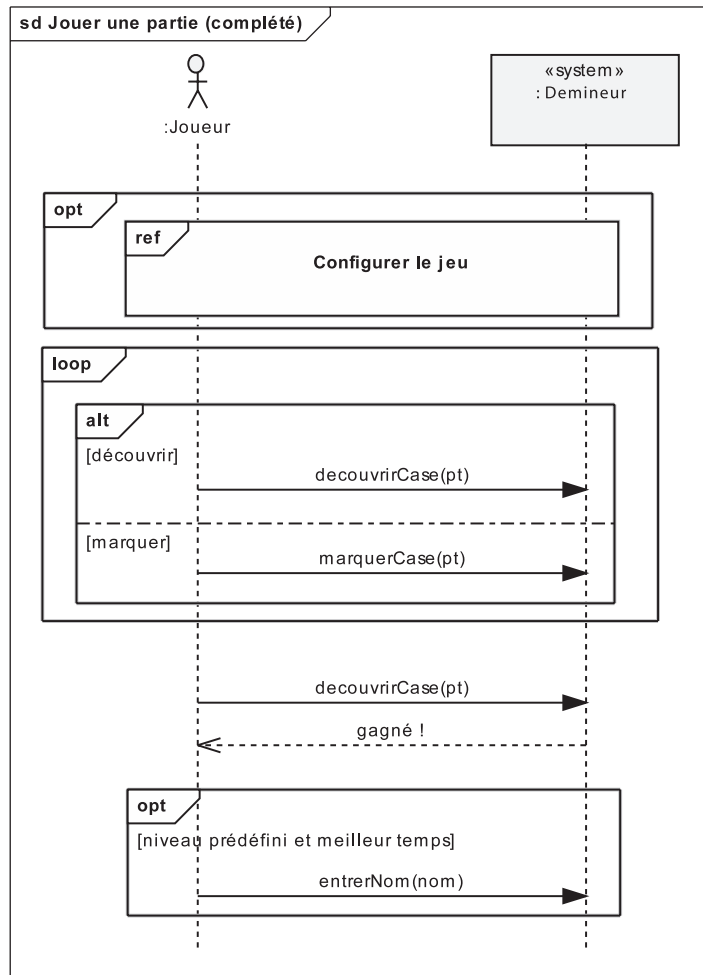 sd Jouer une partie (complété)
«system»
: Demineur
:Joueur
opt
ref
Configurer le jeu
loop
alt
[découvrir]
decouvrirCase(pt)
[marquer]
marquerCase(pt)
decouvrirCase(pt)
gagné !
opt
[niveau prédéfini et meilleur temps]
entrerNom(nom)